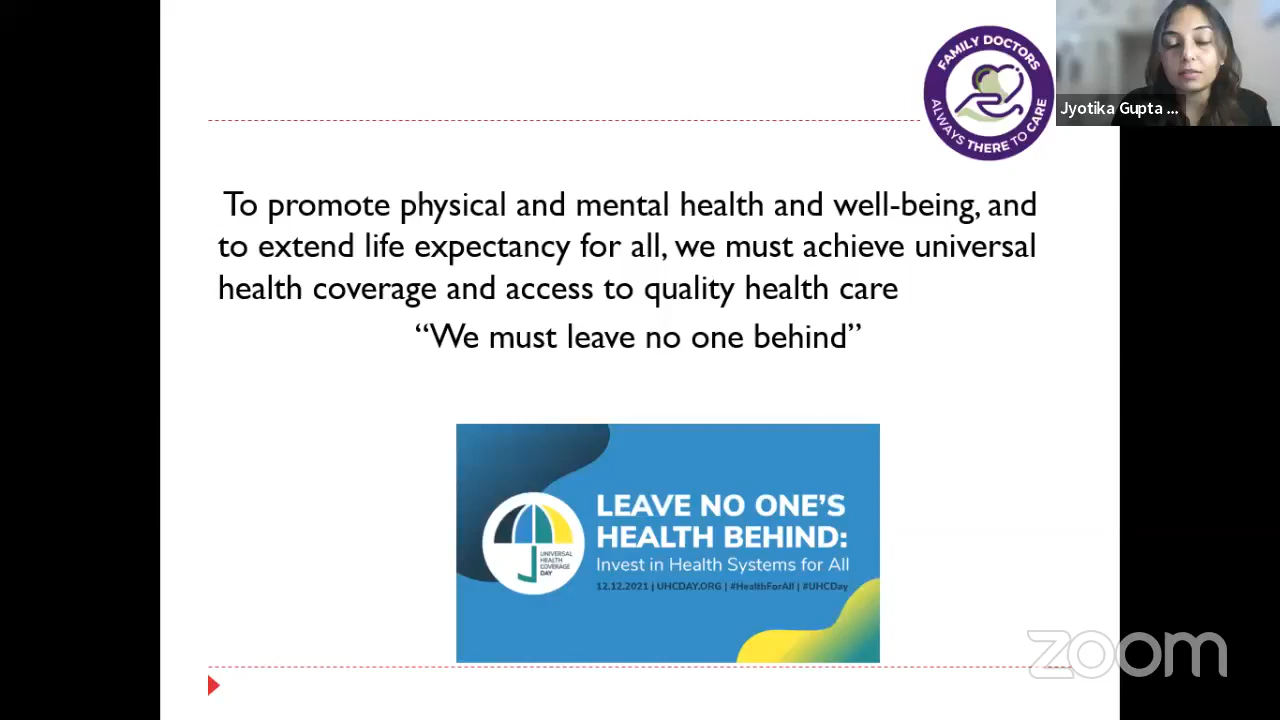 FAMILY DOCTORS
ALWAYS THERE TO CARE
Jyotika Gupta ...
To promote physical and mental health and well-being, and
to extend life expectancy for all, we must achieve universal
health coverage and access to quality health care
“We must leave no one behind”
LEAVE NO ONE'S
HEALTH BEHIND:
Invest in Health Systems for All
12.12.2021 | UHCDAY.ORG | #HealthForAll | #UHCDay
UNIVERSAL
HEALTH
COVERAGE
DAY
zoom